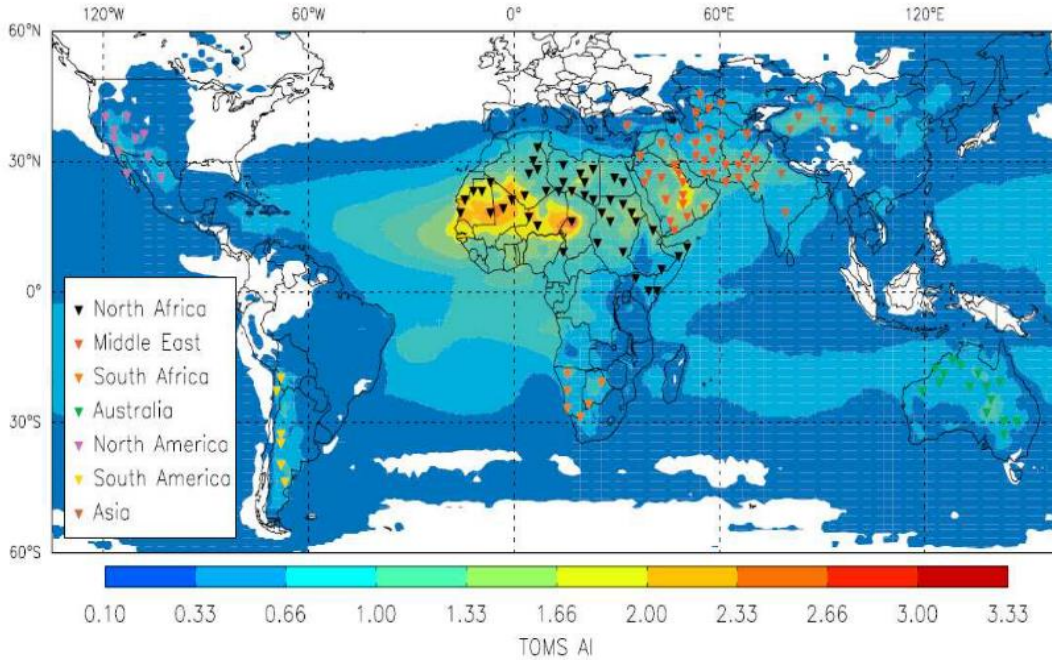 120°W 60°W 0° 60°E 120°E
60°N
30°N
0°
30°S
60°S
North Africa
Middle East
South Africa
Australia
North America
South America
Asia
0.10 0.33 0.66 1.00 1.33 1.66 2.00 2.33 2.66 3.00 3.33
TOMS AI